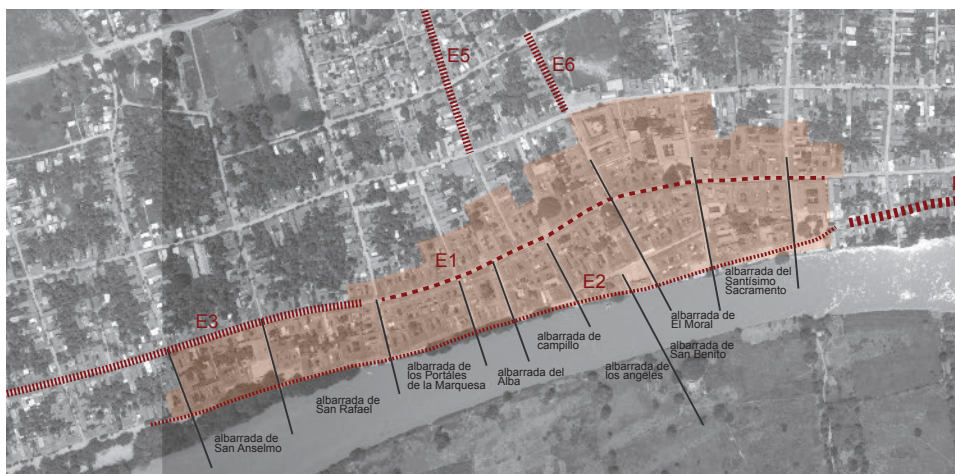 E5
E6
E1
E2
E3
albarrada del
Santísimo
Sacramento
albarrada de
El Moral
albarrada de
San Benito
albarrada de
campillo
albarrada de
los angeles
albarrada de
los Portales
de la Marquesa
albarrada del
Alba
albarrada de
San Rafael
albarrada de
San Anselmo